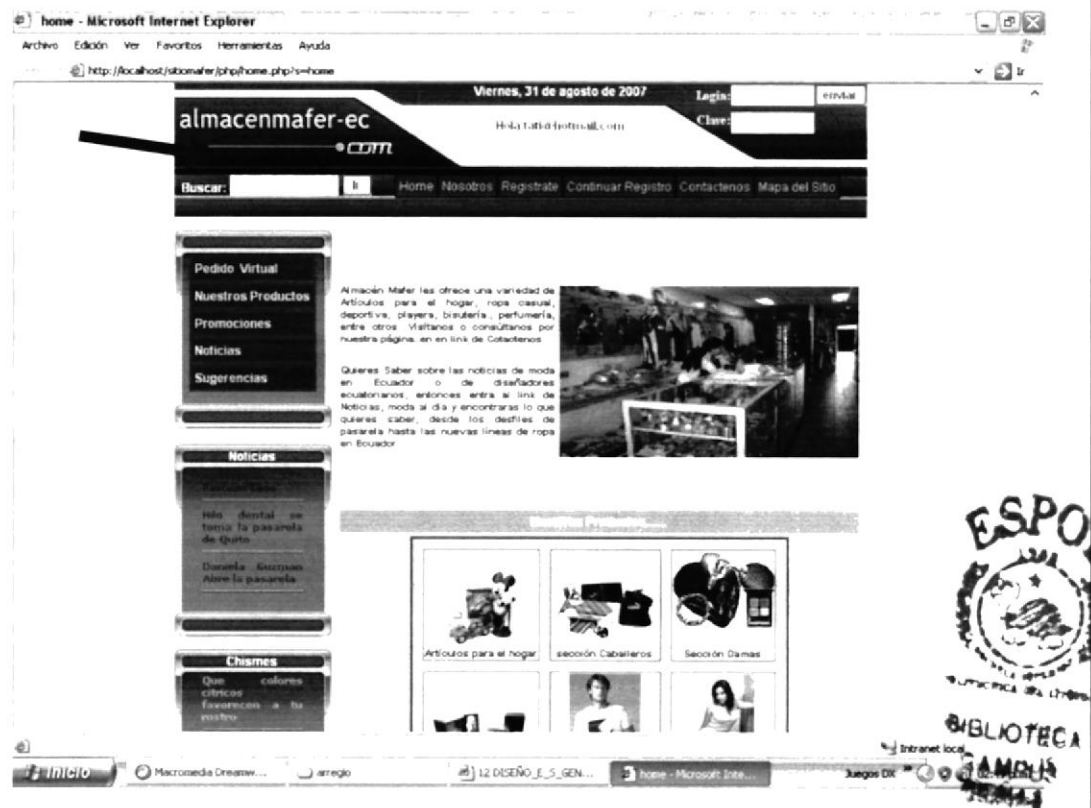 home - Microsoft Internet Explorer
Archivo Edición Ver Favoritos Herramientas Ayuda
http://localhost/sitiomafer/php/home.php?s=home
Ir
Viernes, 31 de agosto de 2007
Login:
enviar
almacenmafer-ec
.com
Hola tati@hotmail.com
Clave:
Buscar:
Ir
Home Nosotros Registrate Continuar Registro Contactenos Mapa del Sitio
Pedido Virtual
Nuestros Productos
Promociones
Noticias
Sugerencias
Almacén Mafer les ofrece una variedad de
Artículos para el hogar, ropa casual,
deportiva, playera, bisutería, perfumería,
entre otros. Visítanos o consúltanos por
nuestra página. en en link de Cotactenos
Quieres Saber sobre las noticias de moda
en Ecuador o de diseñadores
ecuatorianos, entonces entra al link de
Noticias, moda al dia y encontraras lo que
quieres saber, desde los desfiles de
pasarela hasta las nuevas lineas de ropa
en Ecuador
Noticias
Hilo dental se
toma la pasarela
de Quito
Daniela Guzman
Abre la pasarela
Artículos para el hogar
sección Caballeros
Sección Damas
Chismes
Que colores
citricos
favorecen a tu
rostro
ESPOL
BIBLIOTECA
CAMPUS
Intranet local
Inicio
Macromedia Dreamw...
arreglo
12 DISEÑO_E_S_GEN...
home - Microsoft Inte...
Juegos DX